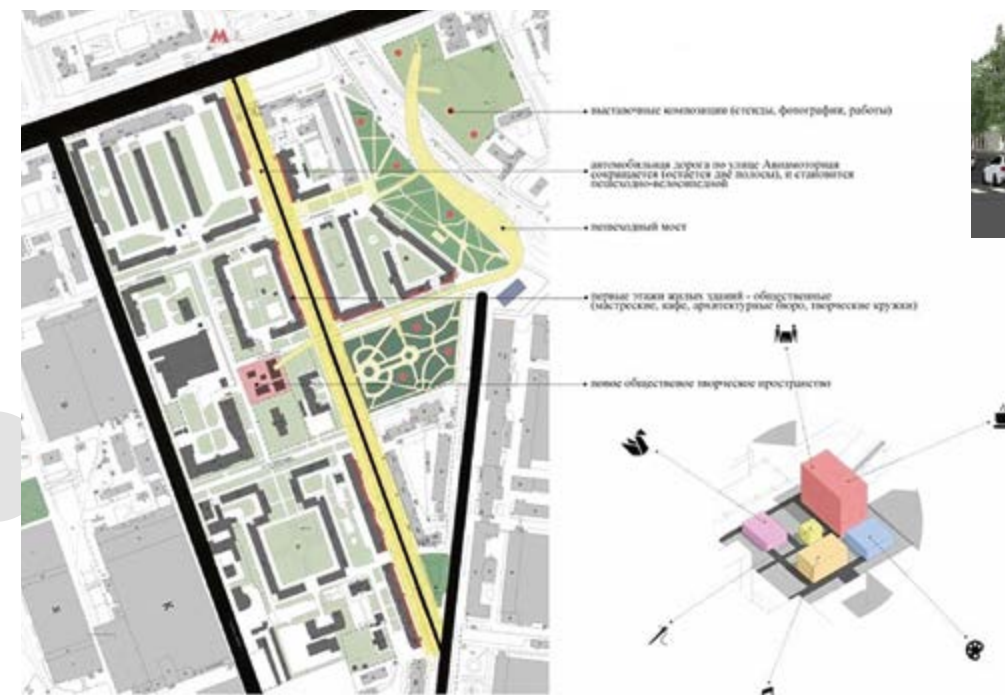 М
выставочные композиции (стенды, фотографии, работы)
автомобильная дорога по улице Авиамоторная
сокращается (остается две полосы), и становится
пешеходно-велосипедной
пешеходный мост
первые этажи жилых зданий - общественные
(мастреские, кафе, архитектурные бюро, творческие кружки)
новое общественное творческое пространство